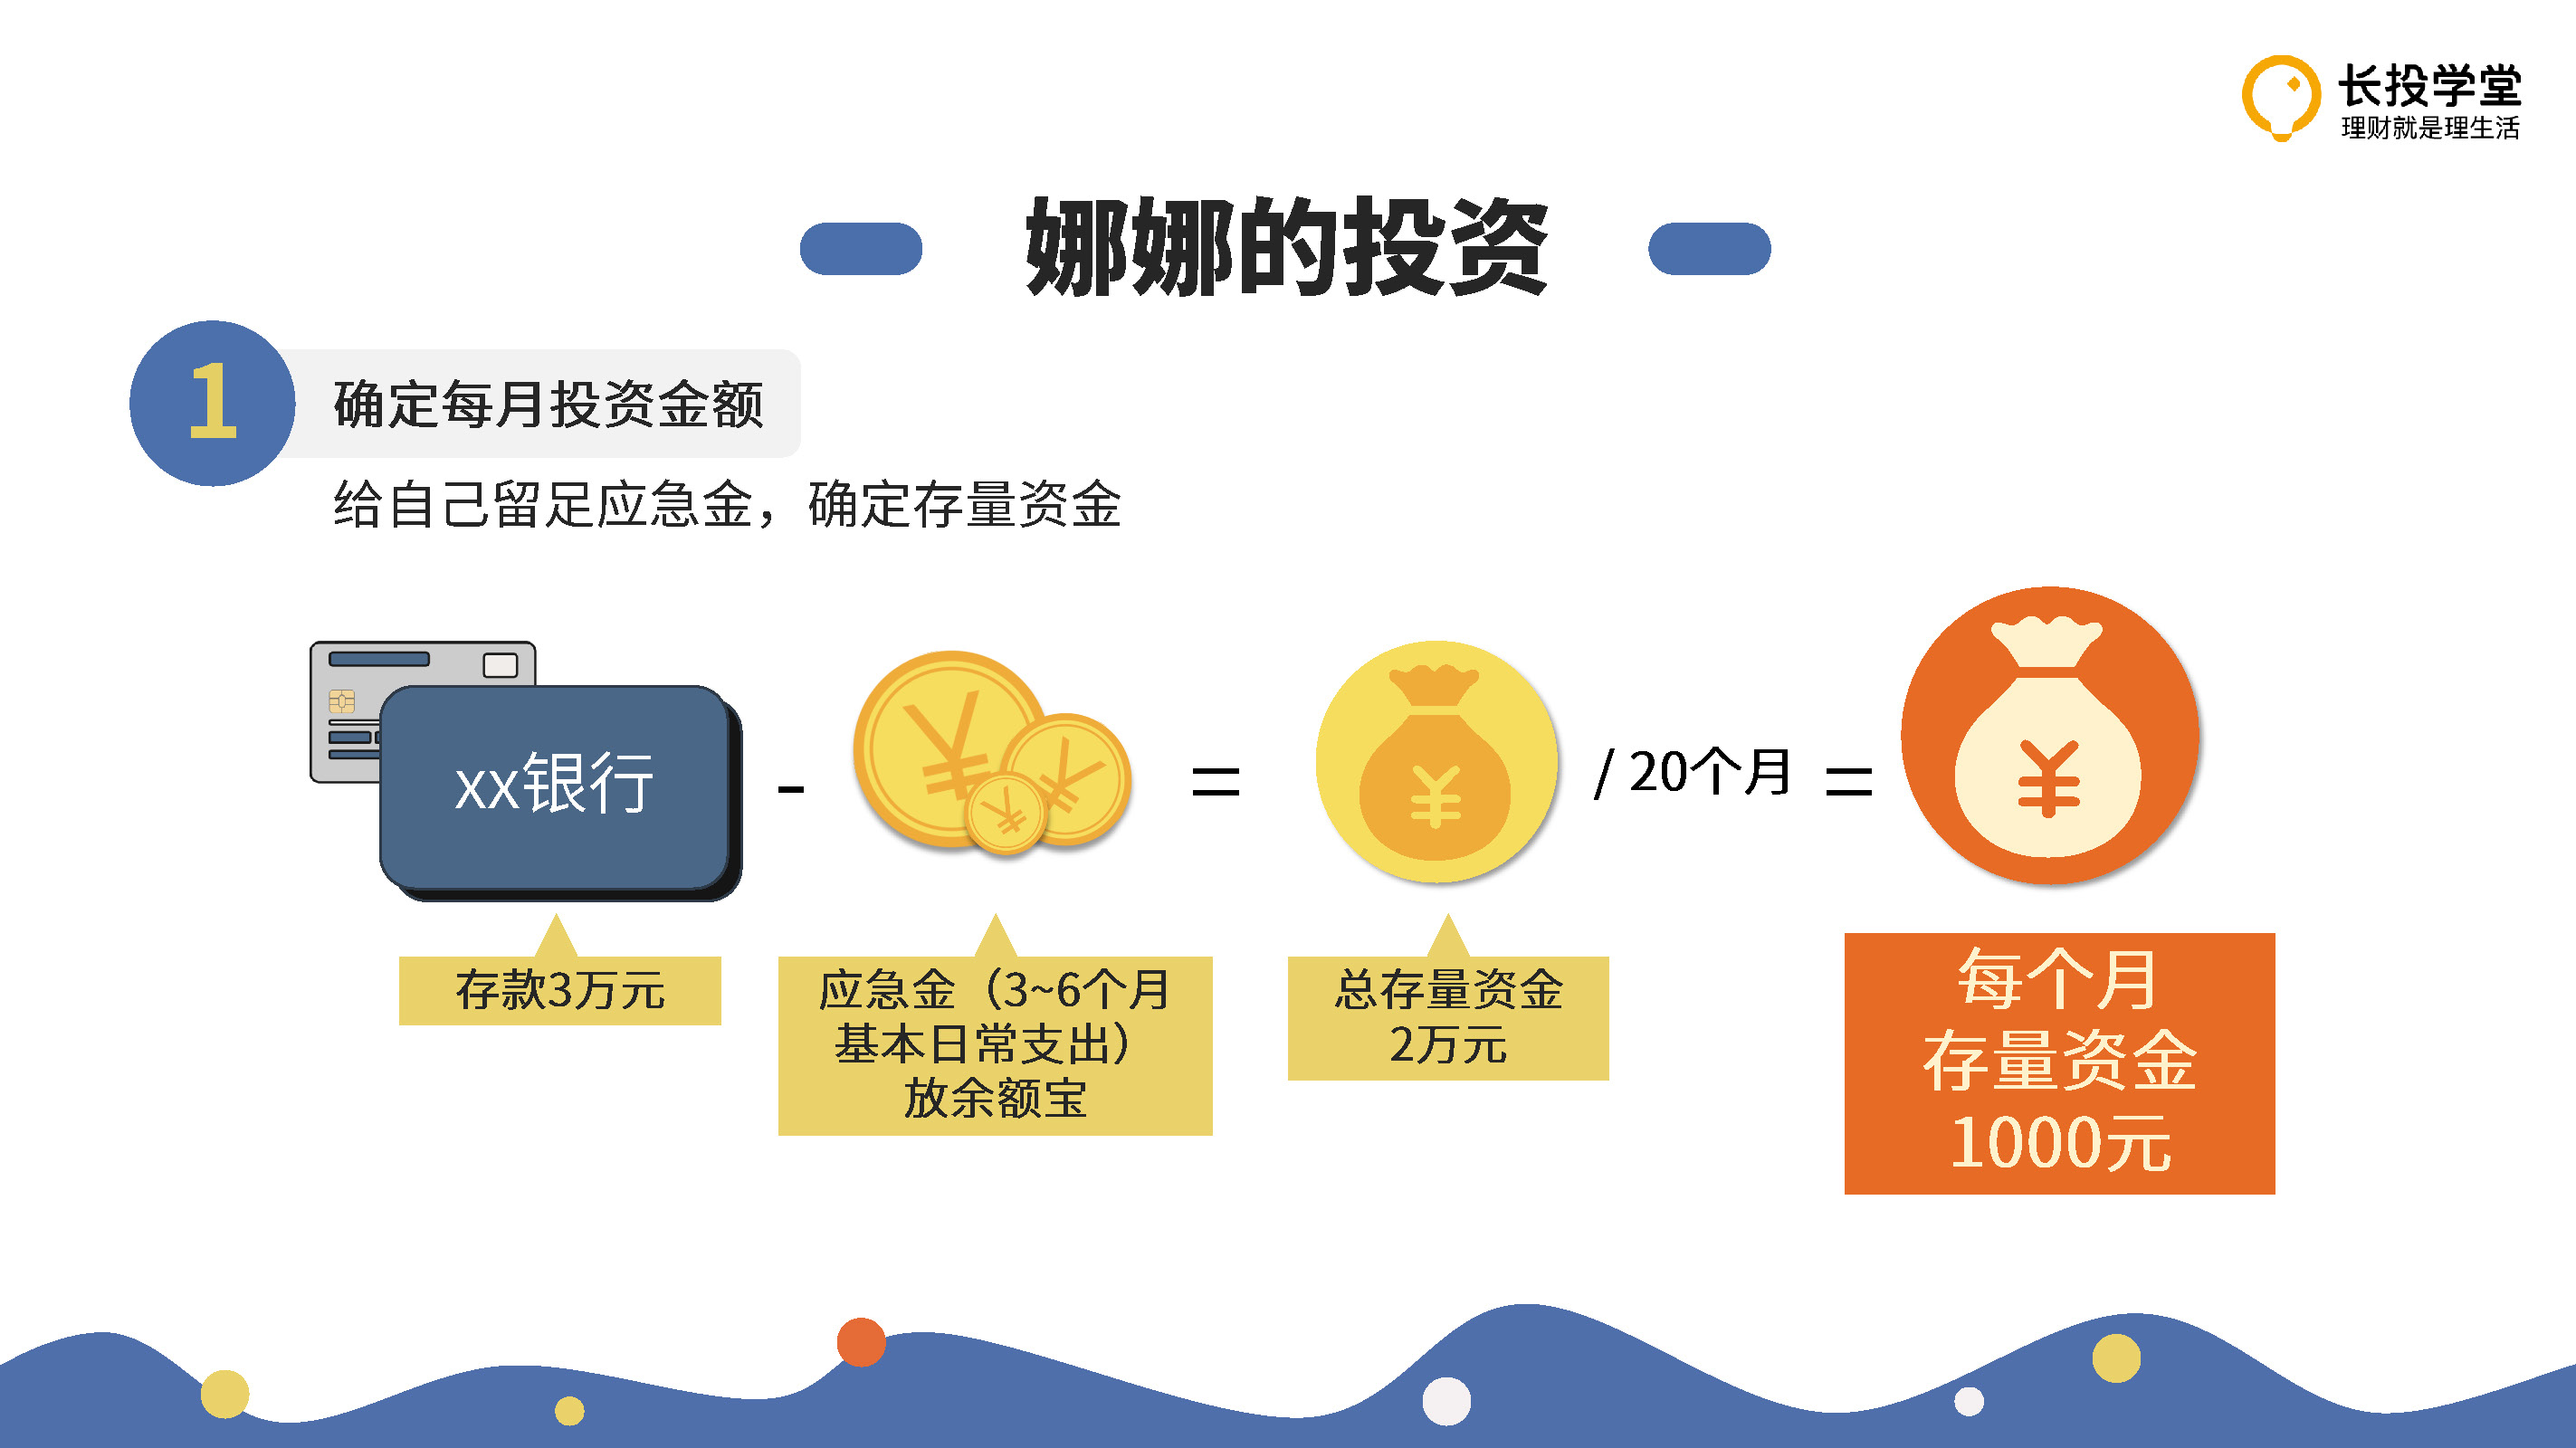 长投学堂
理财就是理生活
娜娜的投资
1
确定每月投资金额
给自己留足应急金，确定存量资金
xx银行
-
=
/ 20个月
=
存款3万元
应急金（3~6个月
基本日常支出）
放余额宝
总存量资金
2万元
每个月
存量资金
1000元